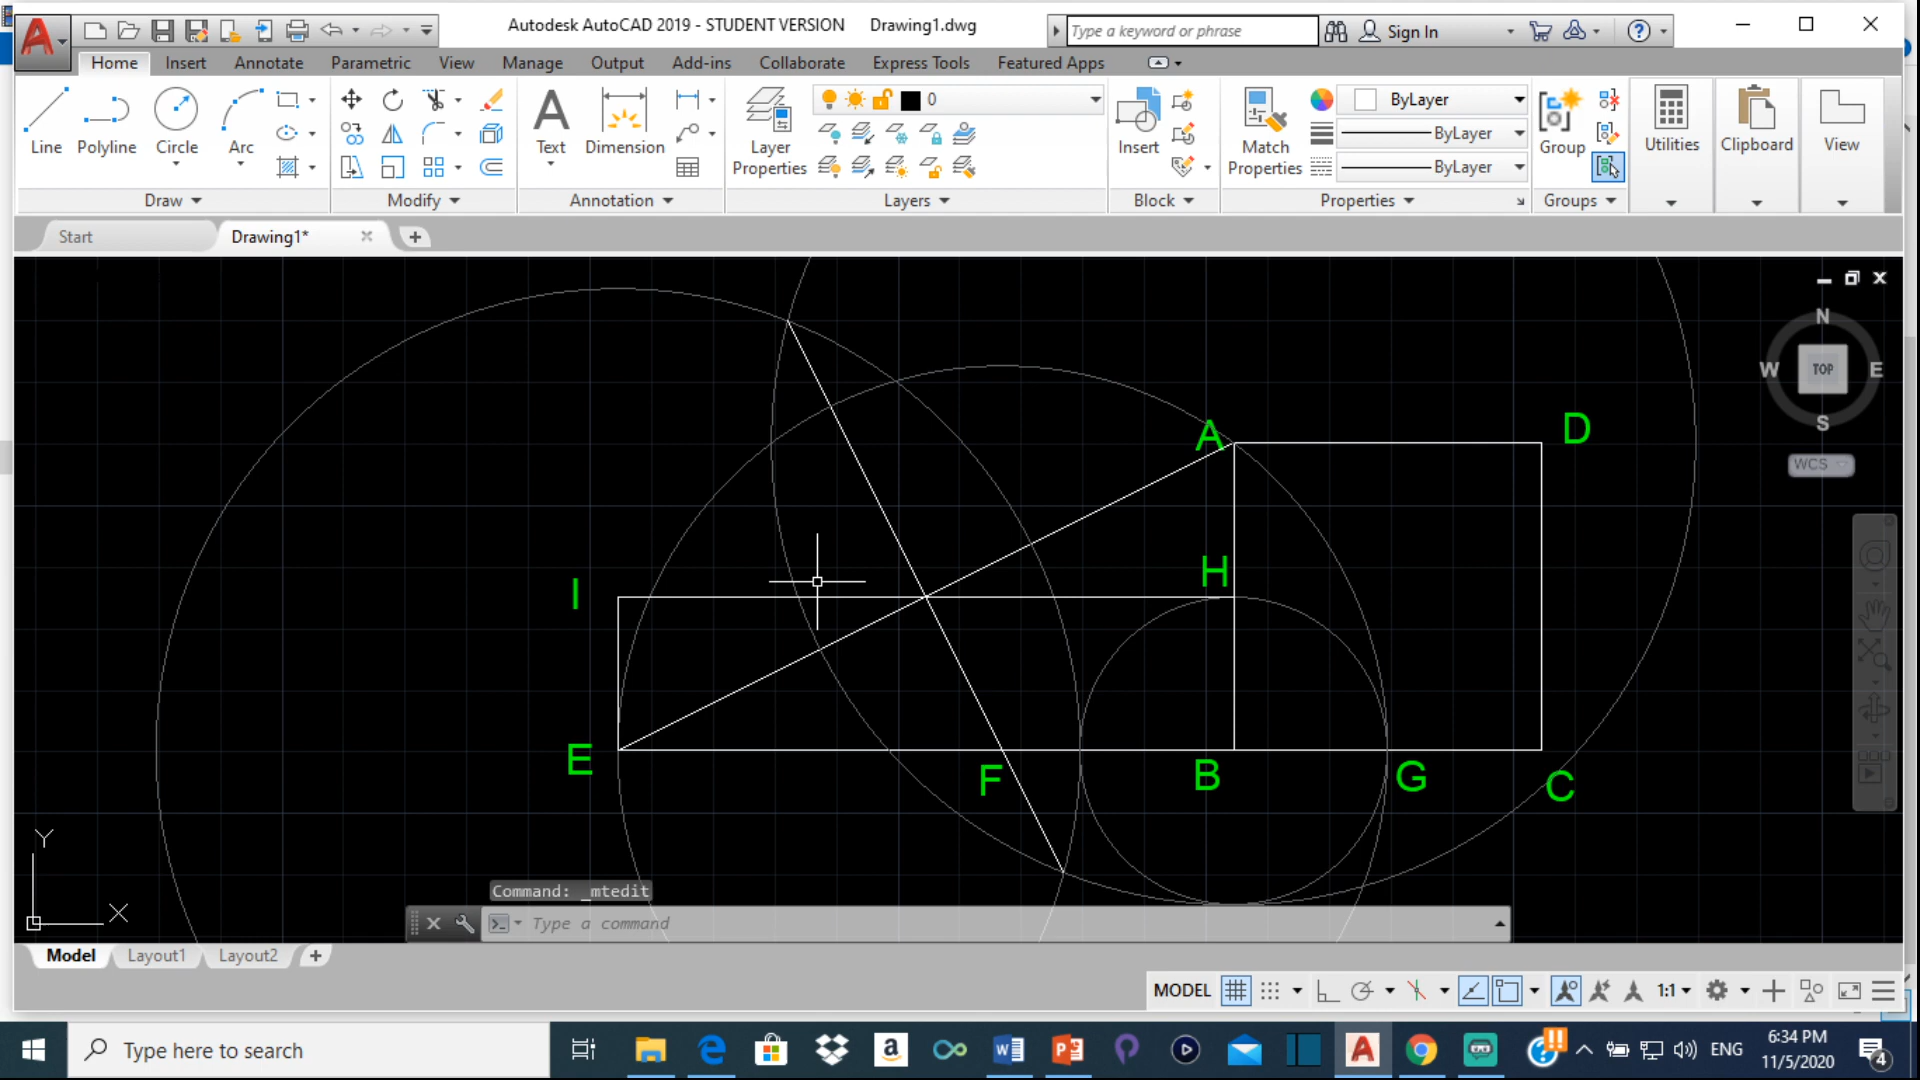 Autodesk AutoCAD 2019 - STUDENT VERSION Drawing1.dwg
Type a keyword or phrase
Sign In
Home Insert Annotate Parametric View Manage Output Add-ins Collaborate Express Tools Featured Apps
0
ByLayer
ByLayer
ByLayer
Line Polyline Circle Arc
Text Dimension
Layer Properties
Insert
Match Properties
Group
Utilities
Clipboard
View
Draw Modify Annotation Layers Block Properties Groups
Start Drawing1*
N
W TOP E
S
WCS
A
D
H
I
E
F
B
G
C
Y
X
Command: _mtedit
Type a command
Model Layout1 Layout2
MODEL
1:1
Type here to search
ENG
6:34 PM
11/5/2020
4